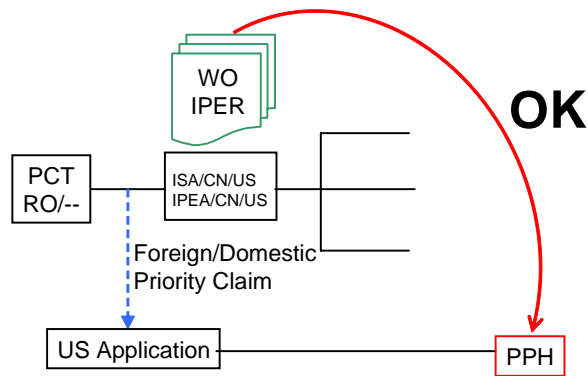 WO
IPER
OK
PCT
RO/--
ISA/CN/US
IPEA/CN/US
Foreign/Domestic
Priority Claim
US Application
PPH